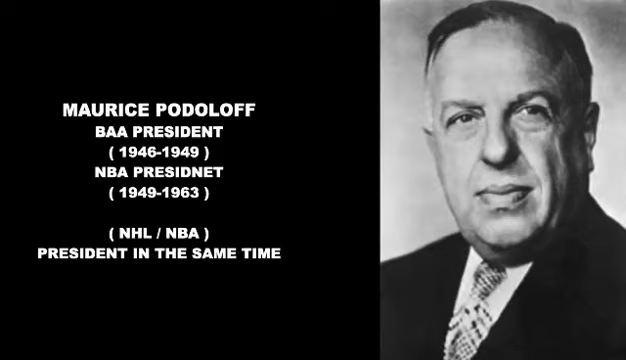 MAURICE PODOLOFF
BAA PRESIDENT
( 1946-1949 )
NBA PRESIDNET
( 1949-1963 )
( NHL / NBA )
PRESIDENT IN THE SAME TIME